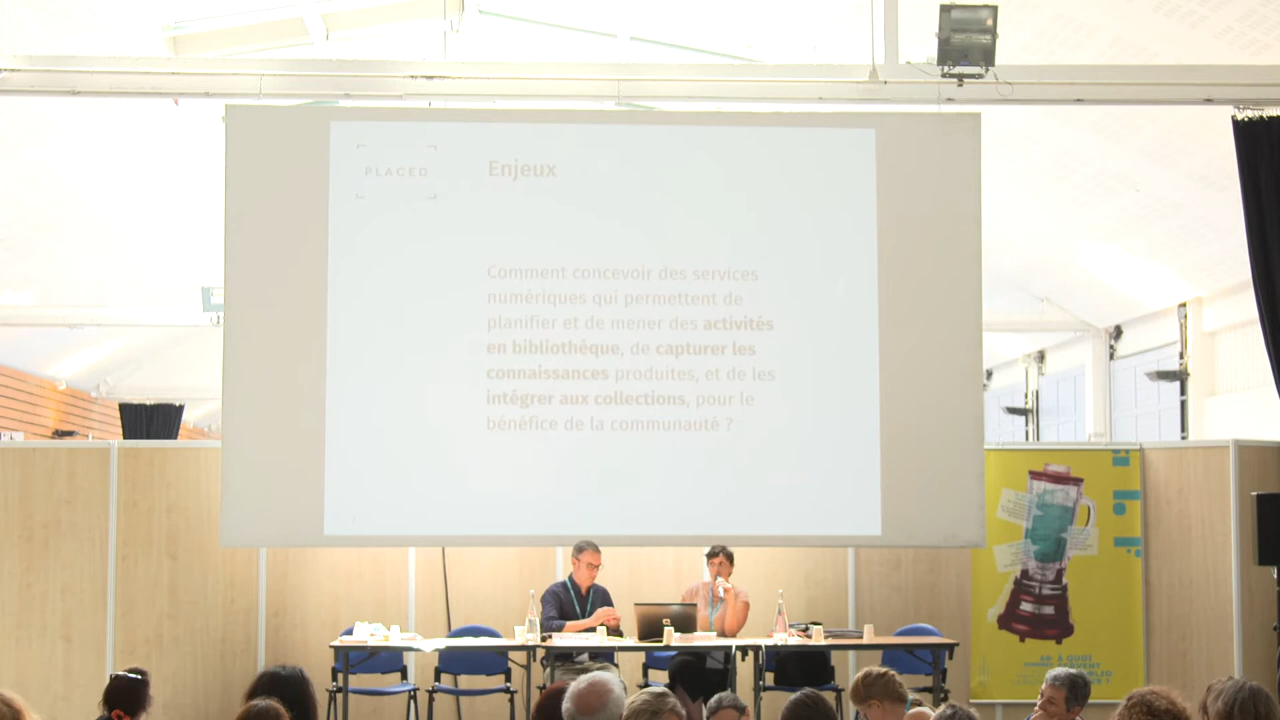 PLACED
Enjeux
Comment concevoir des services
numériques qui permettent de
planifier et de mener des activités
en bibliothèque, de capturer les
connaissances produites, et de les
intégrer aux collections, pour le
bénéfice de la communauté ?
À QUOI